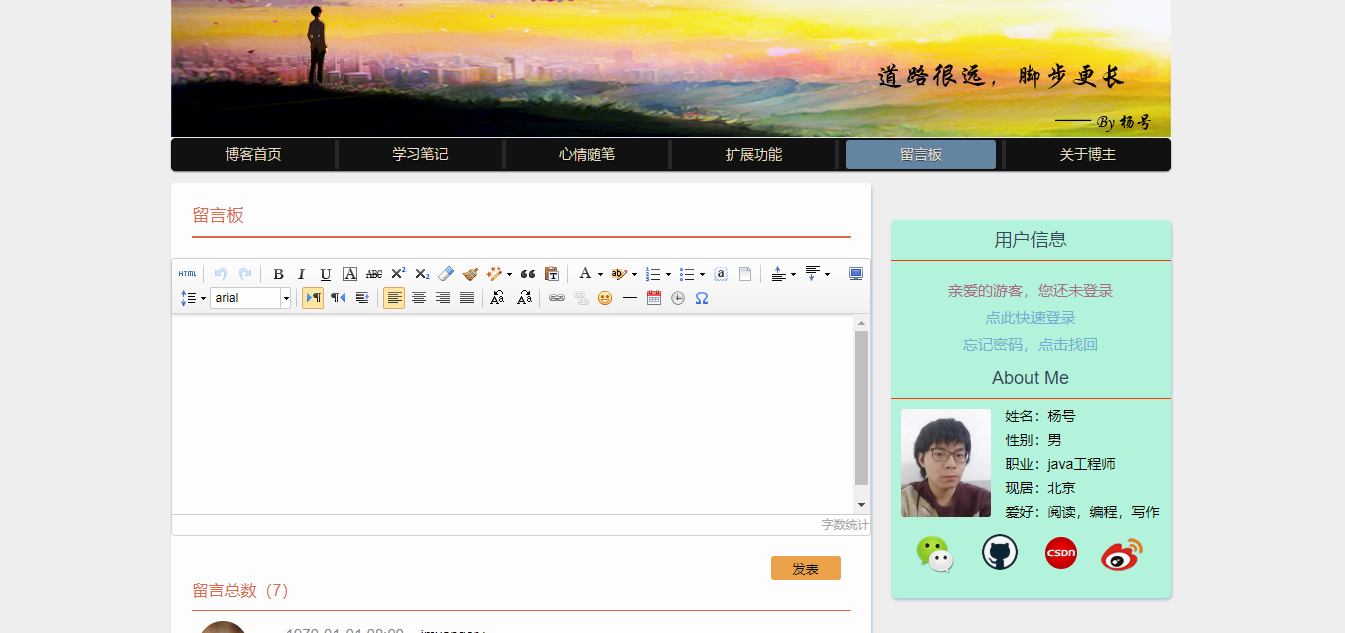 道路很远，脚步更长
—— By 杨号
博客首页 学习笔记 心情随笔 扩展功能 留言板 关于博主
留言板
HTML B I U A ABC X² X₂
arial
字数统计
发表
留言总数（7）
用户信息
亲爱的游客，您还未登录
点此快速登录
忘记密码，点击找回
About Me
姓名：杨号
性别：男
职业：java工程师
现居：北京
爱好：阅读，编程，写作
CSDN